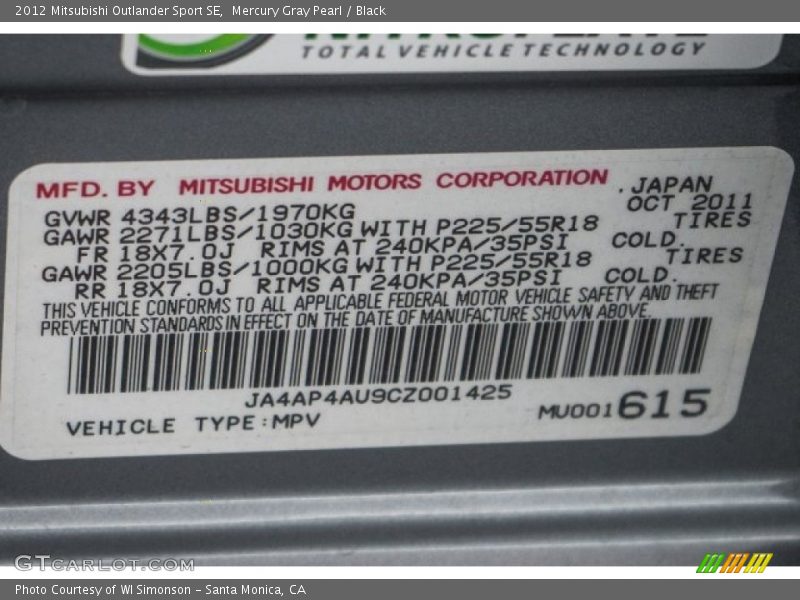 2012 Mitsubishi Outlander Sport SE,  Mercury Gray Pearl / Black
TOTAL VEHICLE TECHNOLOGY
MFD. BY MITSUBISHI MOTORS CORPORATION . JAPAN
GVWR 4343LBS/1970KG OCT 2011
GAWR 2271LBS/1030KG WITH P225/55R18 TIRES
FR 18X7.0J RIMS AT 240KPA/35PSI COLD.
GAWR 2205LBS/1000KG WITH P225/55R18 TIRES
RR 18X7.0J RIMS AT 240KPA/35PSI COLD.
THIS VEHICLE CONFORMS TO ALL APPLICABLE FEDERAL MOTOR VEHICLE SAFETY AND THEFT
PREVENTION STANDARDS IN EFFECT ON THE DATE OF MANUFACTURE SHOWN ABOVE.
JA4AP4AU9CZ001425
VEHICLE TYPE:MPV MU001615
GTCARLOT.COM
Photo Courtesy of WI Simonson – Santa Monica, CA